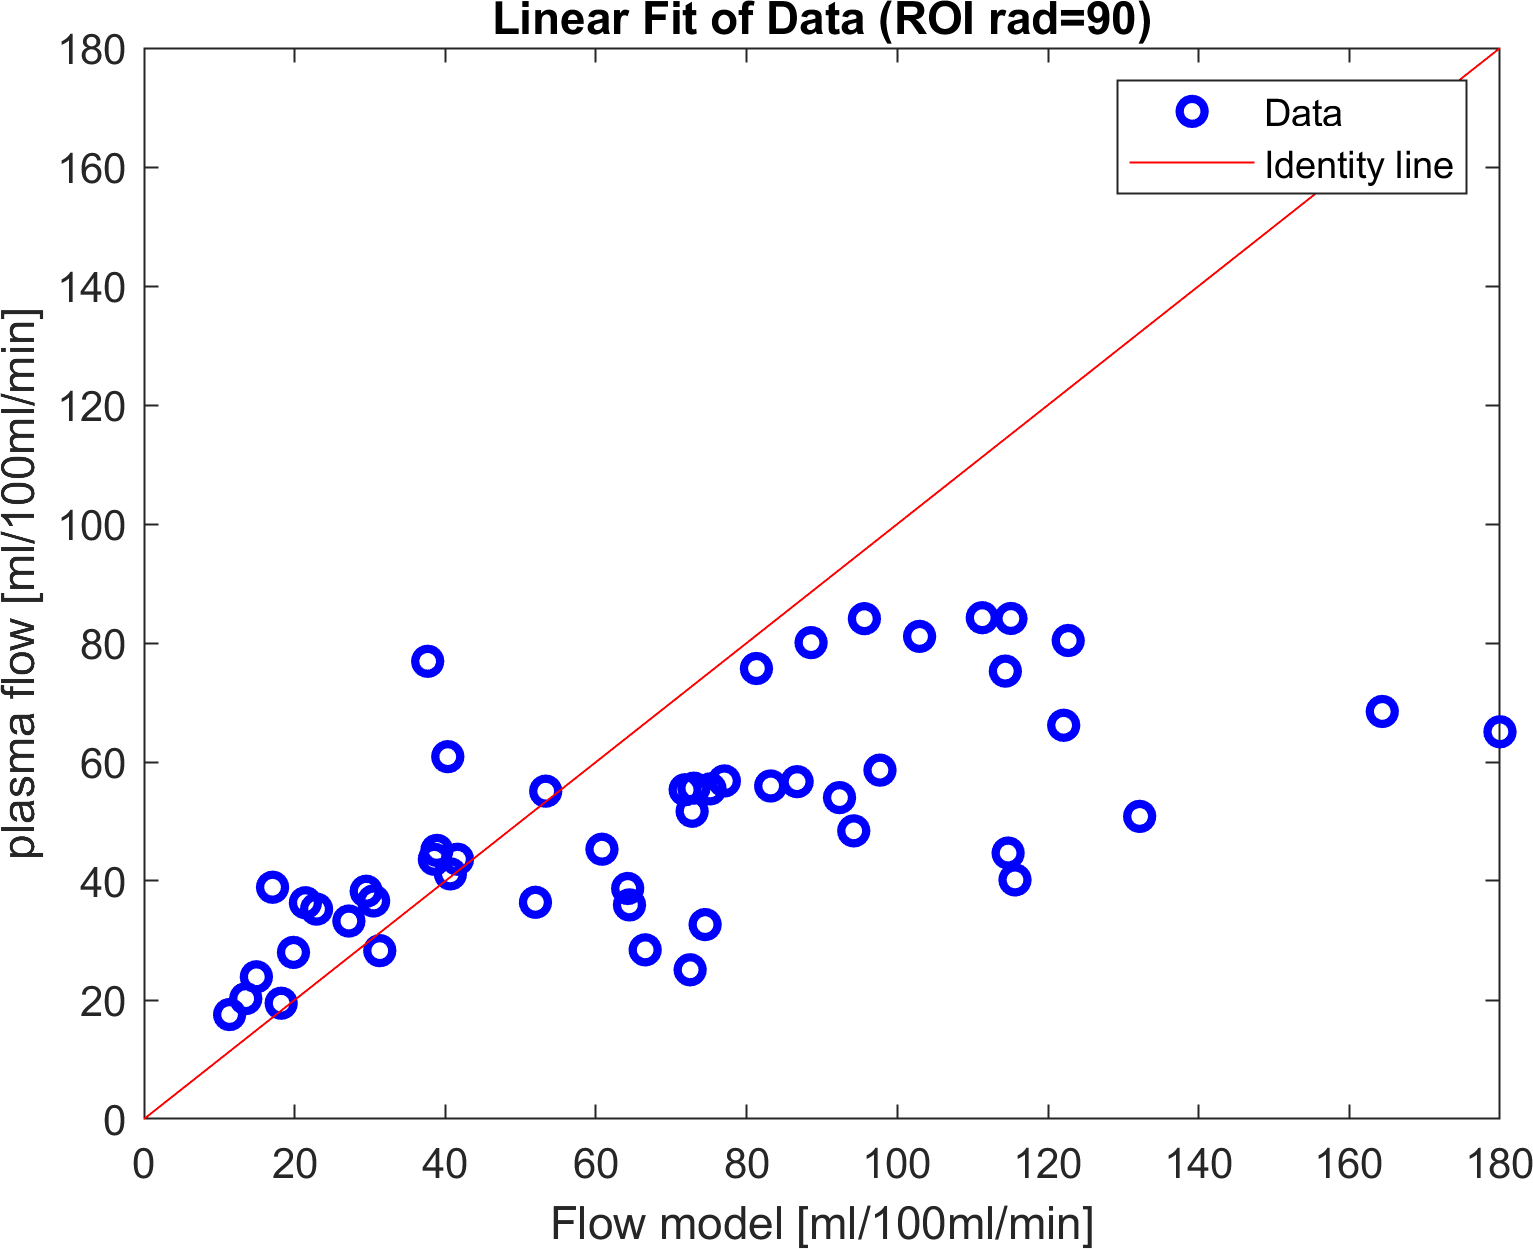 Linear Fit of Data (ROI rad=90)
180
160
140
120
100
80
60
40
20
0
plasma flow [ml/100ml/min]
Data
Identity line
0 20 40 60 80 100 120 140 160 180
Flow model [ml/100ml/min]